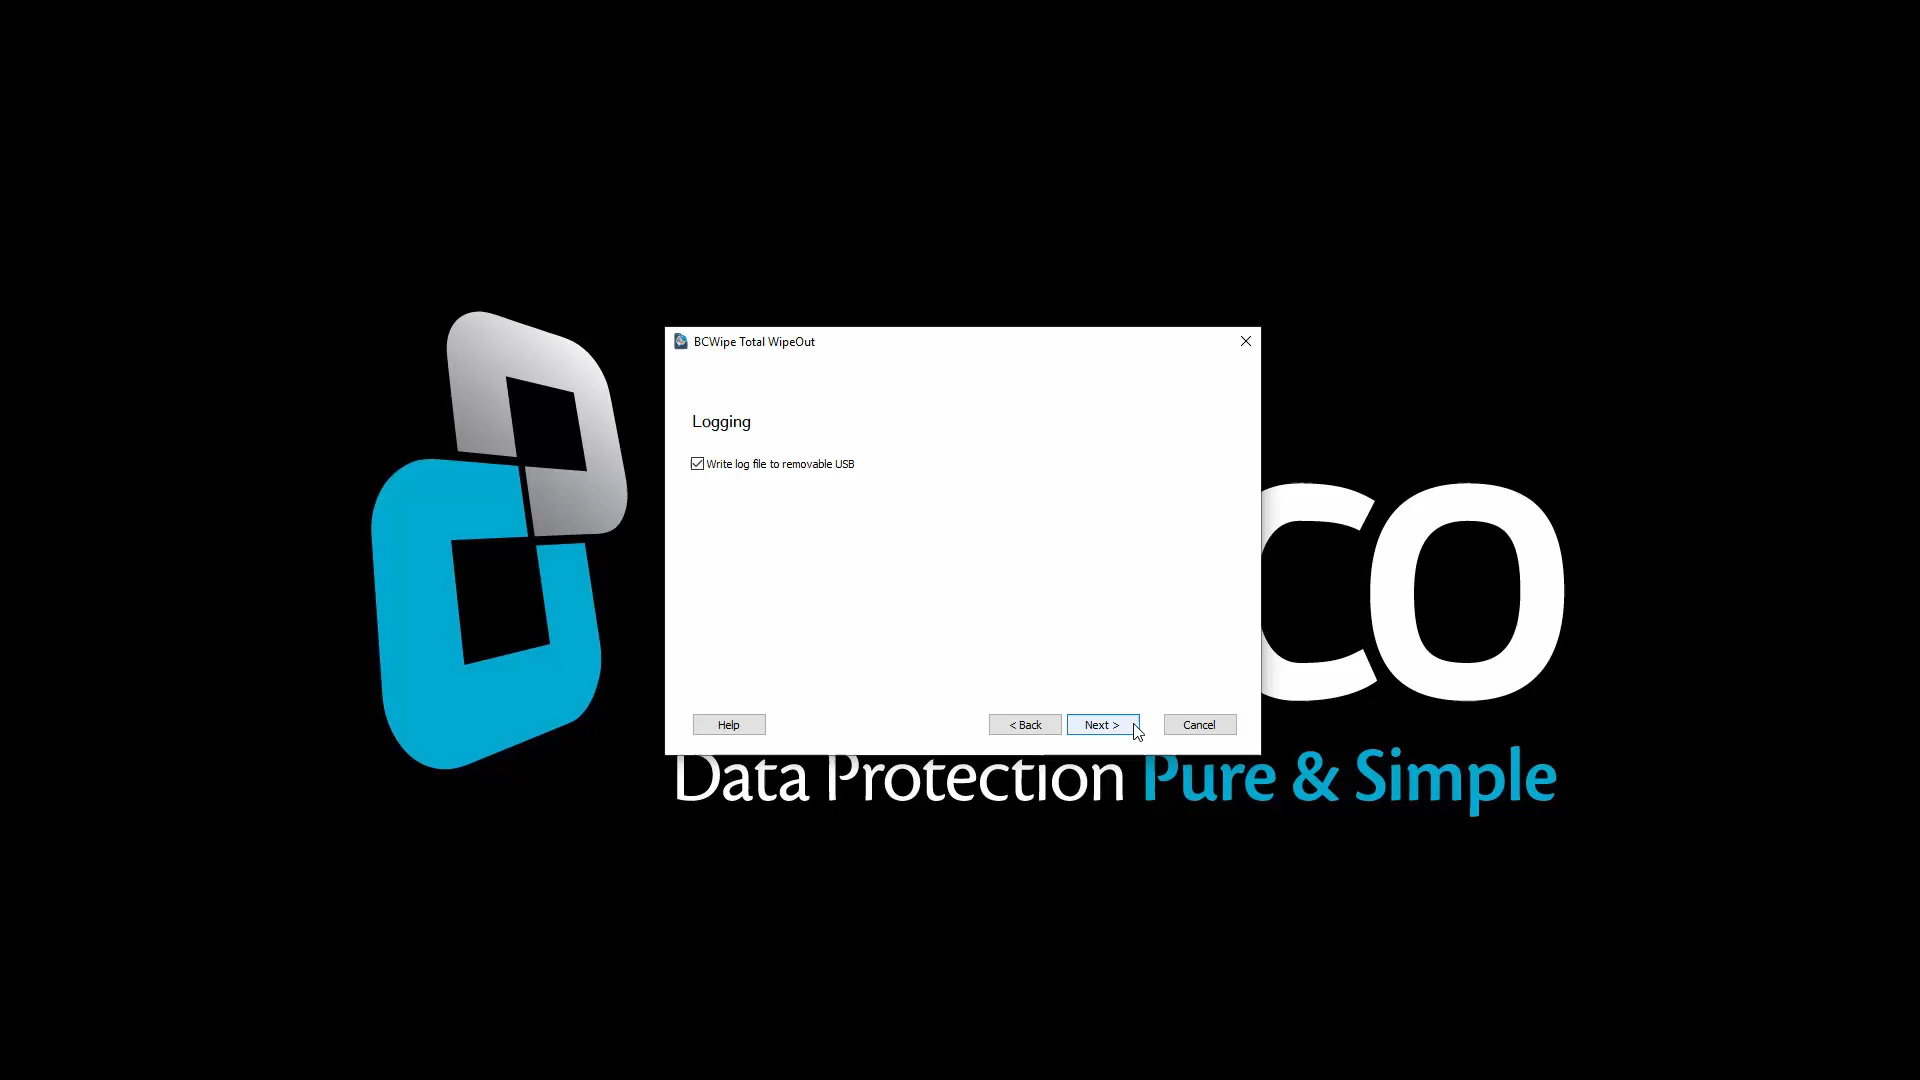 BCWipe Total WipeOut
Logging
Write log file to removable USB
Help
< Back
Next >
Cancel
CO
Data Protection Pure & Simple